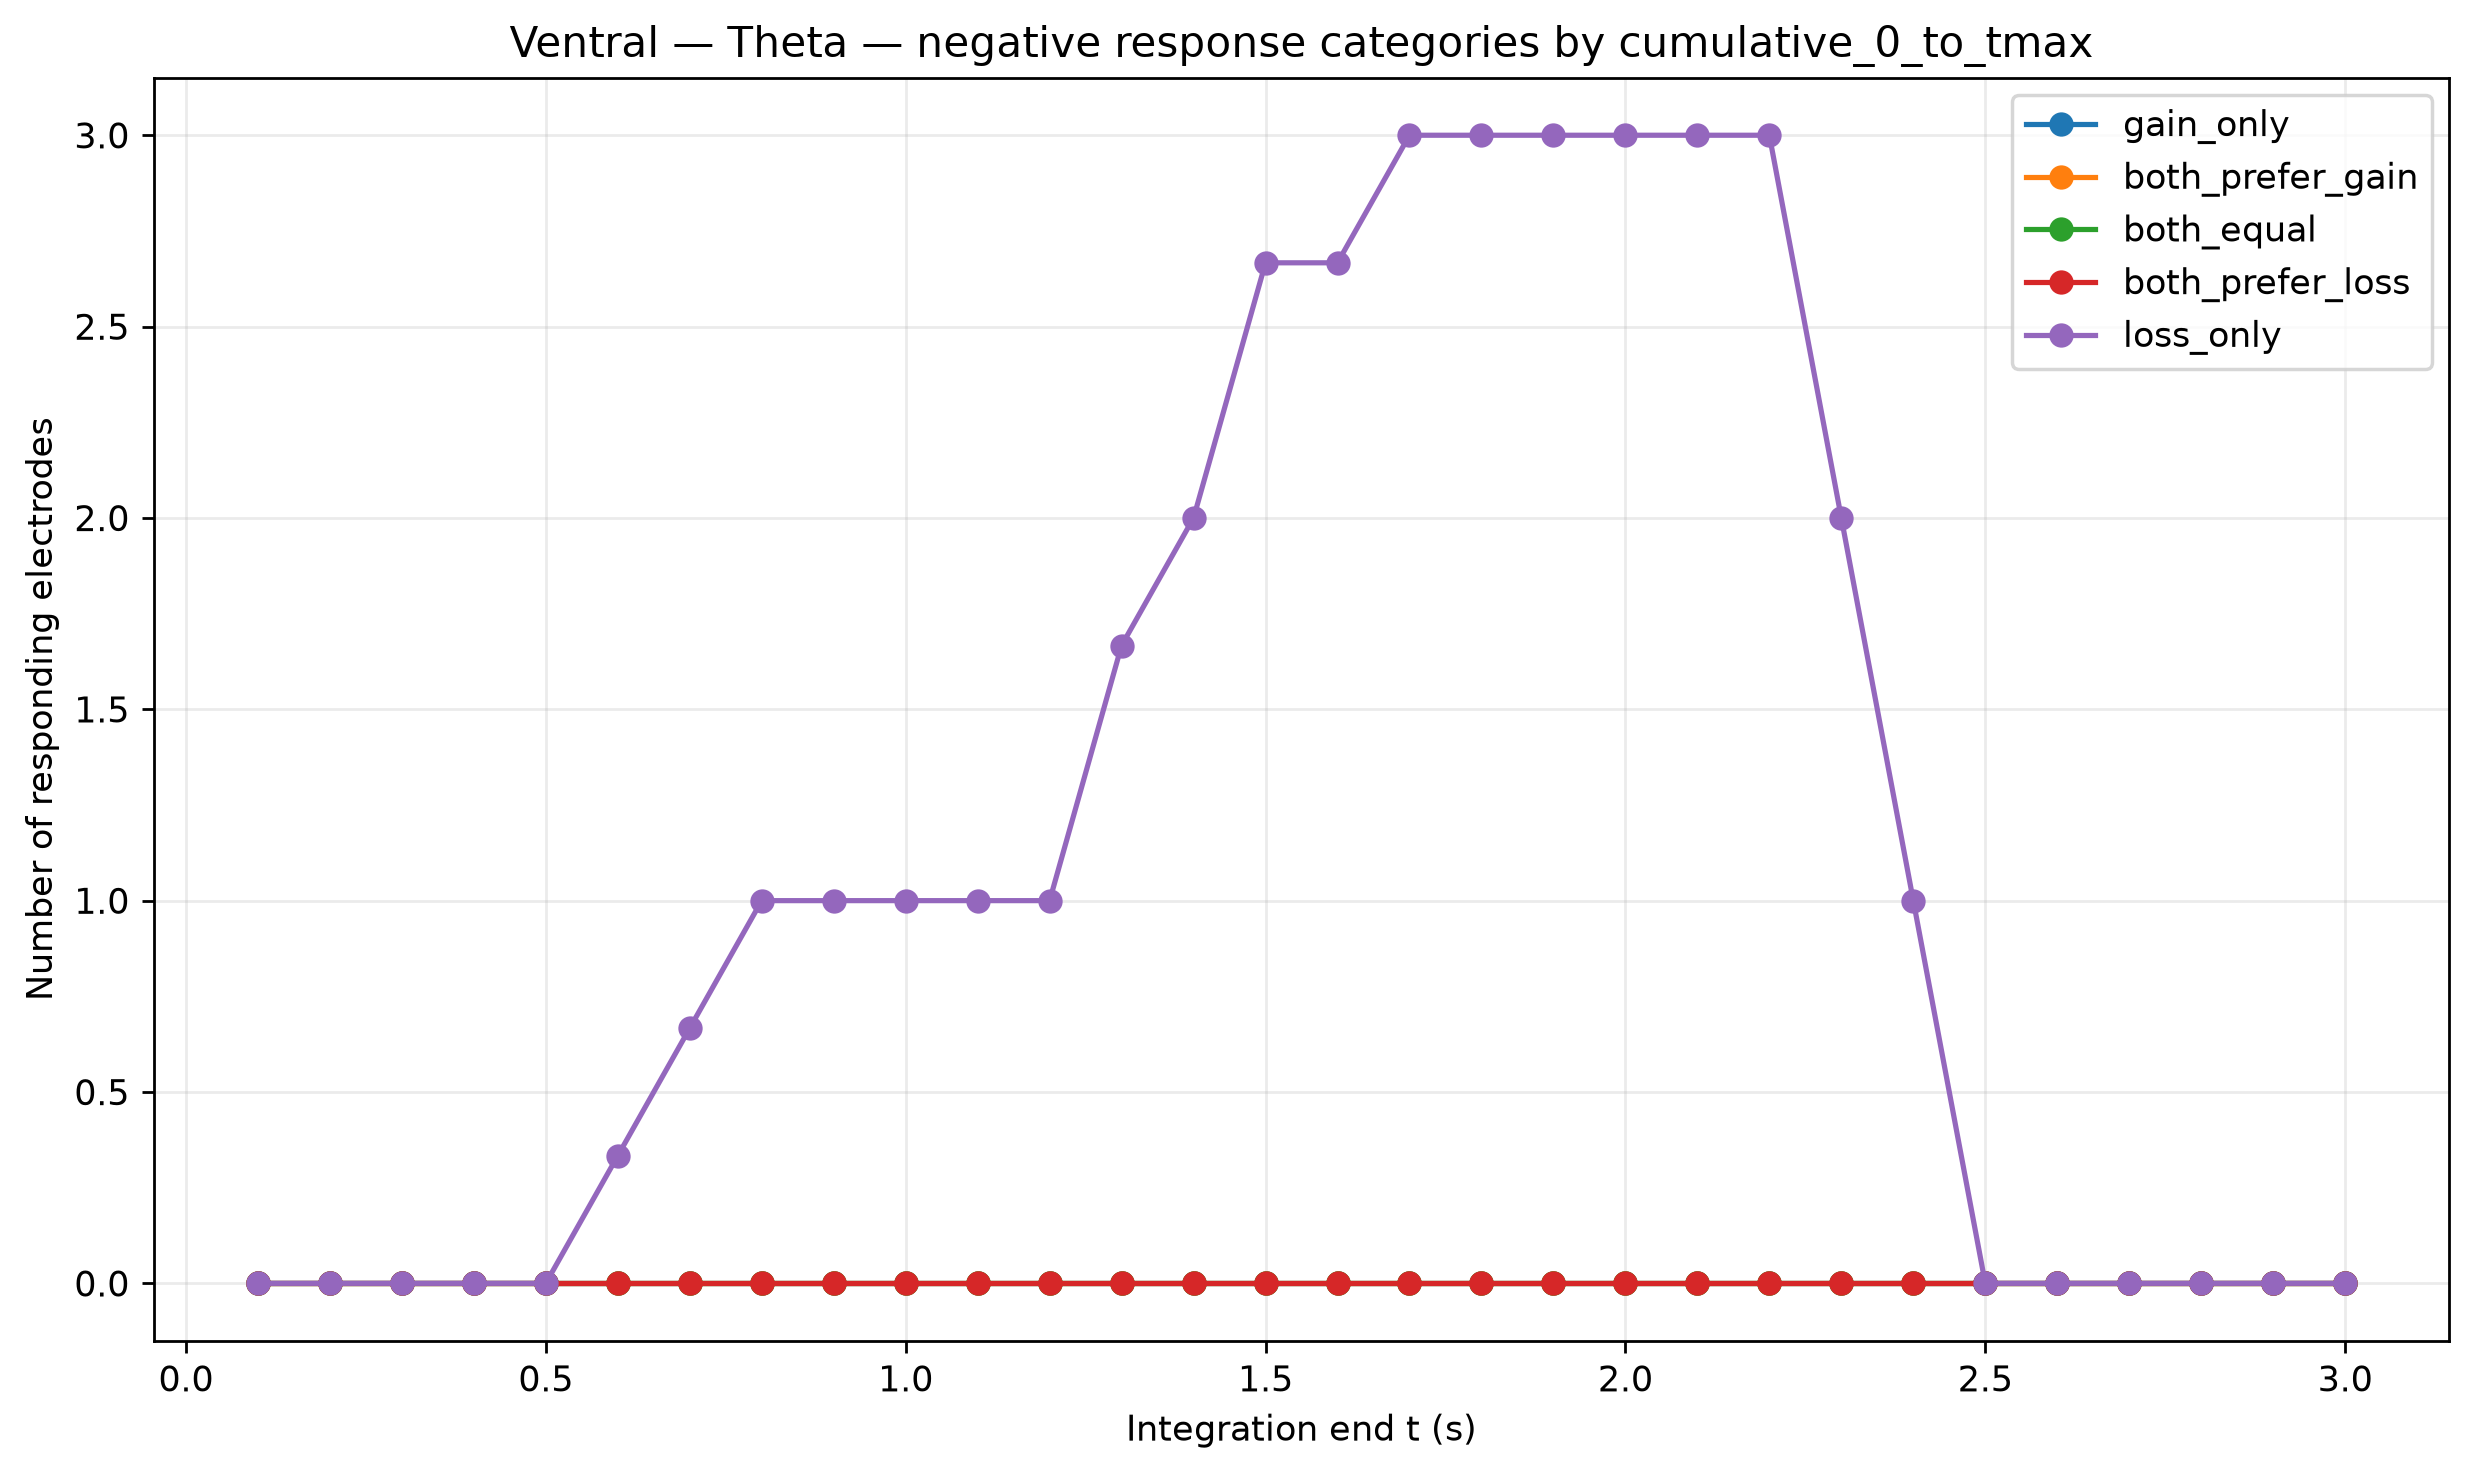 Ventral — Theta — negative response categories by cumulative_0_to_tmax
gain_only
both_prefer_gain
both_equal
both_prefer_loss
loss_only
Number of responding electrodes
3.0
2.5
2.0
1.5
1.0
0.5
0.0
0.0 0.5 1.0 1.5 2.0 2.5 3.0
Integration end t (s)